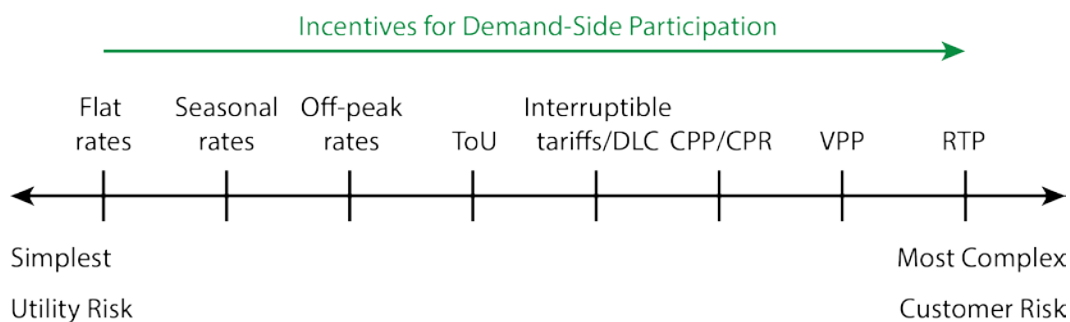 Incentives for Demand-Side Participation
Flat rates
Seasonal rates
Off-peak rates
ToU
Interruptible tariffs/DLC
CPP/CPR
VPP
RTP
Simplest
Most Complex
Utility Risk
Customer Risk